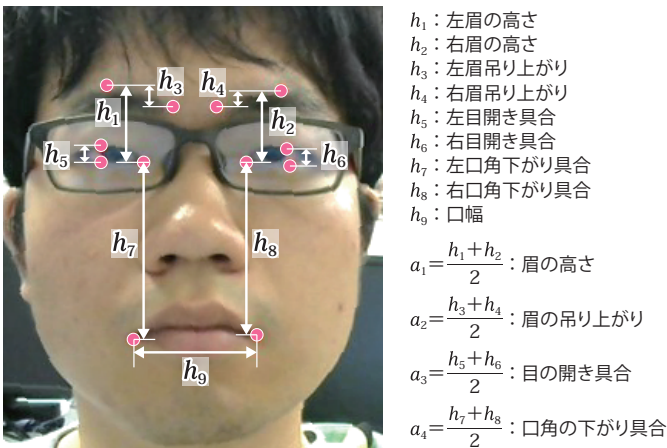 h₃
h₄
h₁
h₂
h₅
h₆
h₇
h₈
h₉
h₁：左眉の高さ
h₂：右眉の高さ
h₃：左眉吊り上がり
h₄：右眉吊り上がり
h₅：左目開き具合
h₆：右目開き具合
h₇：左口角下がり具合
h₈：右口角下がり具合
h₉：口幅
a₁=(h₁+h₂)/2：眉の高さ
a₂=(h₃+h₄)/2：眉の吊り上がり
a₃=(h₅+h₆)/2：目の開き具合
a₄=(h₇+h₈)/2：口角の下がり具合